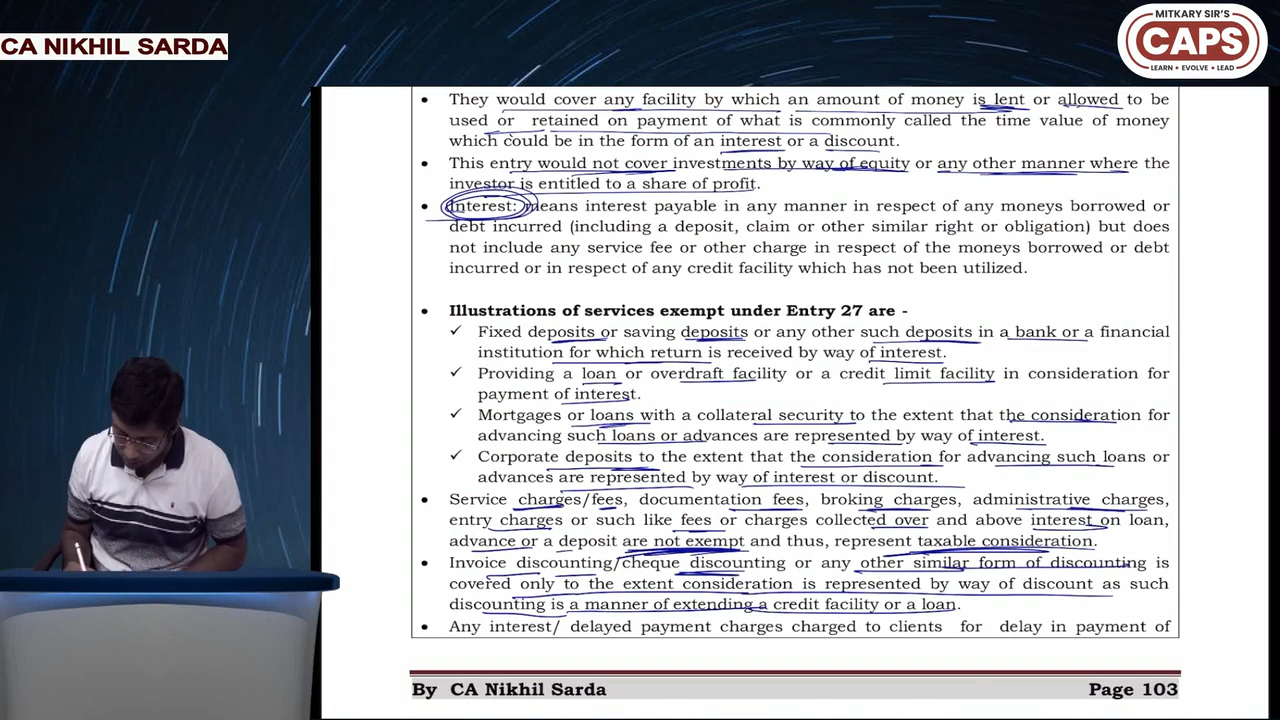 CA NIKHIL SARDA
MITKARY SIR'S
CAPS
LEARN • EVOLVE • LEAD
• They would cover any facility by which an amount of money is lent or allowed to be
used or retained on payment of what is commonly called the time value of money
which could be in the form of an interest or a discount.
• This entry would not cover investments by way of equity or any other manner where the
investor is entitled to a share of profit.
• Interest: means interest payable in any manner in respect of any moneys borrowed or
debt incurred (including a deposit, claim or other similar right or obligation) but does
not include any service fee or other charge in respect of the moneys borrowed or debt
incurred or in respect of any credit facility which has not been utilized.
• Illustrations of services exempt under Entry 27 are -
✓ Fixed deposits or saving deposits or any other such deposits in a bank or a financial
institution for which return is received by way of interest.
✓ Providing a loan or overdraft facility or a credit limit facility in consideration for
payment of interest.
✓ Mortgages or loans with a collateral security to the extent that the consideration for
advancing such loans or advances are represented by way of interest.
✓ Corporate deposits to the extent that the consideration for advancing such loans or
advances are represented by way of interest or discount.
• Service charges/fees, documentation fees, broking charges, administrative charges,
entry charges or such like fees or charges collected over and above interest on loan,
advance or a deposit are not exempt and thus, represent taxable consideration.
• Invoice discounting/cheque discounting or any other similar form of discounting is
covered only to the extent consideration is represented by way of discount as such
discounting is a manner of extending a credit facility or a loan.
• Any interest/ delayed payment charges charged to clients for delay in payment of
By CA Nikhil Sarda
Page 103